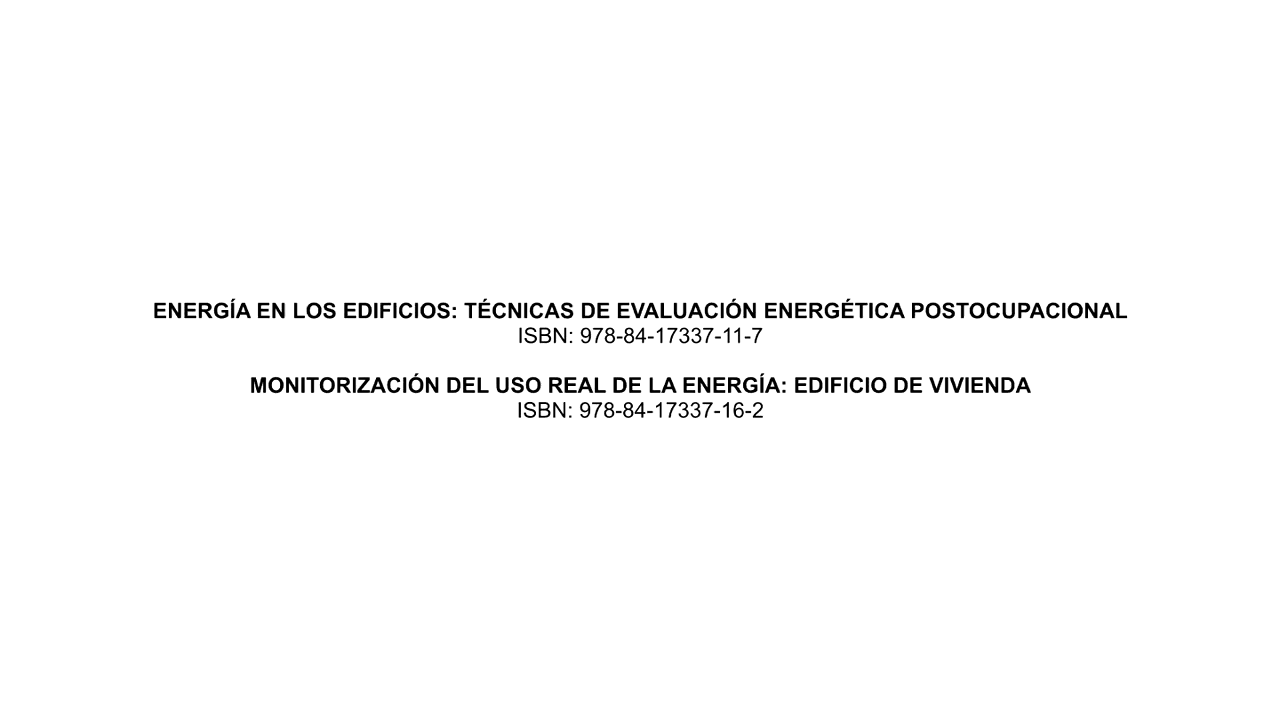 ENERGÍA EN LOS EDIFICIOS: TÉCNICAS DE EVALUACIÓN ENERGÉTICA POSTOCUPACIONAL
ISBN: 978-84-17337-11-7
MONITORIZACIÓN DEL USO REAL DE LA ENERGÍA: EDIFICIO DE VIVIENDA
ISBN: 978-84-17337-16-2